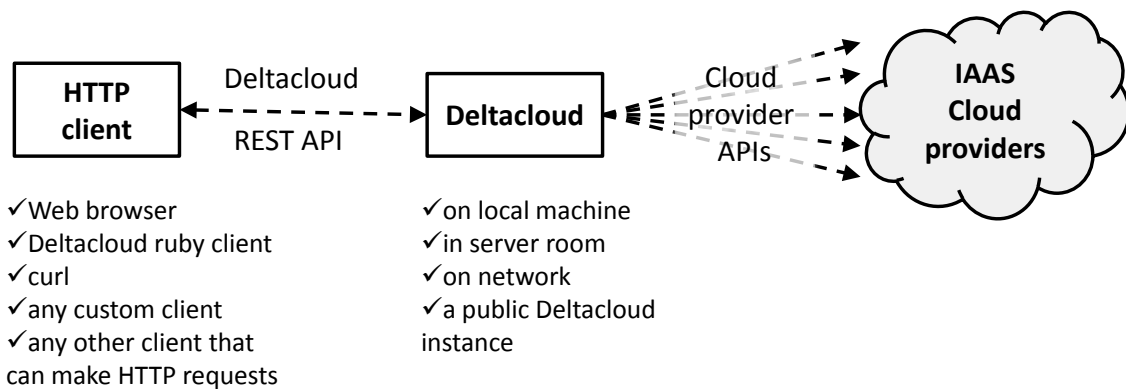 HTTP
client
Deltacloud
REST API
Deltacloud
Cloud
provider
APIs
IAAS
Cloud
providers
✓Web browser
✓Deltacloud ruby client
✓curl
✓any custom client
✓any other client that
can make HTTP requests
✓on local machine
✓in server room
✓on network
✓a public Deltacloud
instance